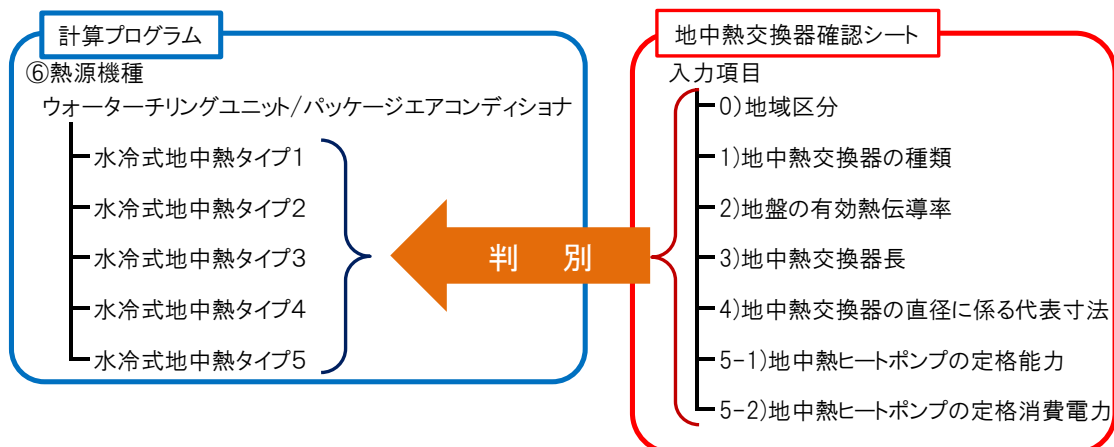 計算プログラム
⑥熱源機種
ウォーターチリングユニット/パッケージエアコンディショナ
水冷式地中熱タイプ1
水冷式地中熱タイプ2
水冷式地中熱タイプ3
水冷式地中熱タイプ4
水冷式地中熱タイプ5
判 別
地中熱交換器確認シート
入力項目
0)地域区分
1)地中熱交換器の種類
2)地盤の有効熱伝導率
3)地中熱交換器長
4)地中熱交換器の直径に係る代表寸法
5-1)地中熱ヒートポンプの定格能力
5-2)地中熱ヒートポンプの定格消費電力